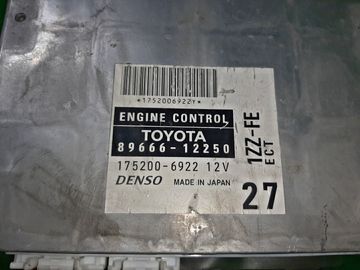 *1752006922Y*
ENGINE CONTROL
TOYOTA
89666-12250
175200-6922 12V
DENSO MADE IN JAPAN
1ZZ-FE
ECT
27